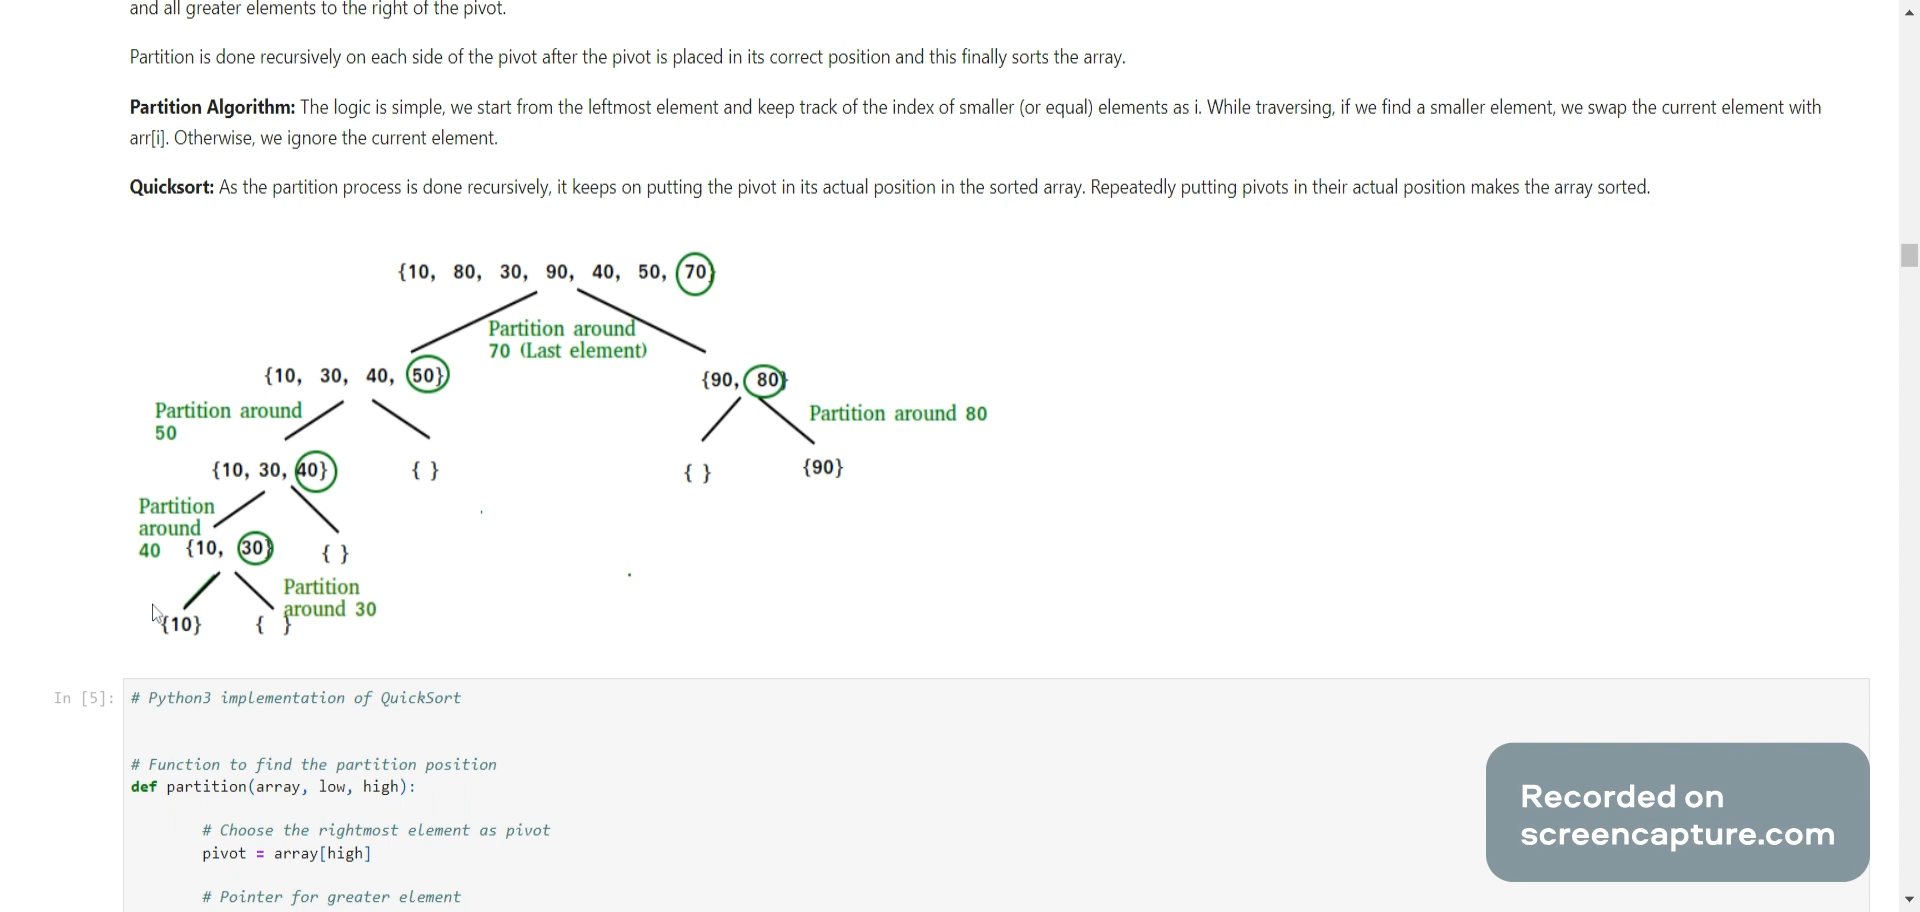 and all greater elements to the right of the pivot.
Partition is done recursively on each side of the pivot after the pivot is placed in its correct position and this finally sorts the array.
Partition Algorithm: The logic is simple, we start from the leftmost element and keep track of the index of smaller (or equal) elements as i. While traversing, if we find a smaller element, we swap the current element with
arr[i]. Otherwise, we ignore the current element.
Quicksort: As the partition process is done recursively, it keeps on putting the pivot in its actual position in the sorted array. Repeatedly putting pivots in their actual position makes the array sorted.
{10, 80, 30, 90, 40, 50, 70}
Partition around
70 (Last element)
{10, 30, 40, 50}
{90, 80}
Partition around
50
Partition around 80
{10, 30, 40}
{ }
{ }
{90}
Partition
around
40
{10, 30}
{ }
Partition
around 30
{10}
{ }
In [5]:
# Python3 implementation of QuickSort
# Function to find the partition position
def partition(array, low, high):
# Choose the rightmost element as pivot
pivot = array[high]
# Pointer for greater element
Recorded on
screencapture.com